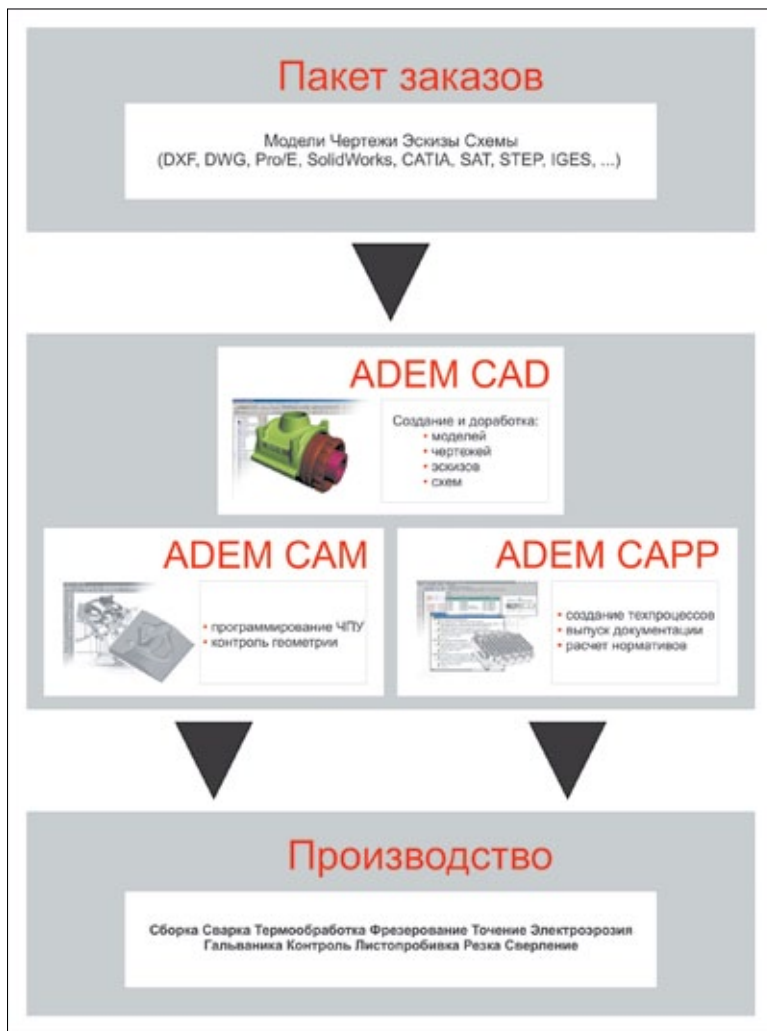 Пакет заказов
Модели Чертежи Эскизы Схемы
(DXF, DWG, Pro/E, SolidWorks, CATIA, SAT, STEP, IGES, ...)
ADEM CAD
Создание и доработка:
• моделей
• чертежей
• эскизов
• схем
ADEM CAM
• программирование ЧПУ
• контроль геометрии
ADEM CAPP
• создание техпроцессов
• выпуск документации
• расчет нормативов
Производство
Сборка Сварка Термообработка Фрезерование Точение Электроэрозия
Гальваника Контроль Листопробивка Резка Сверление